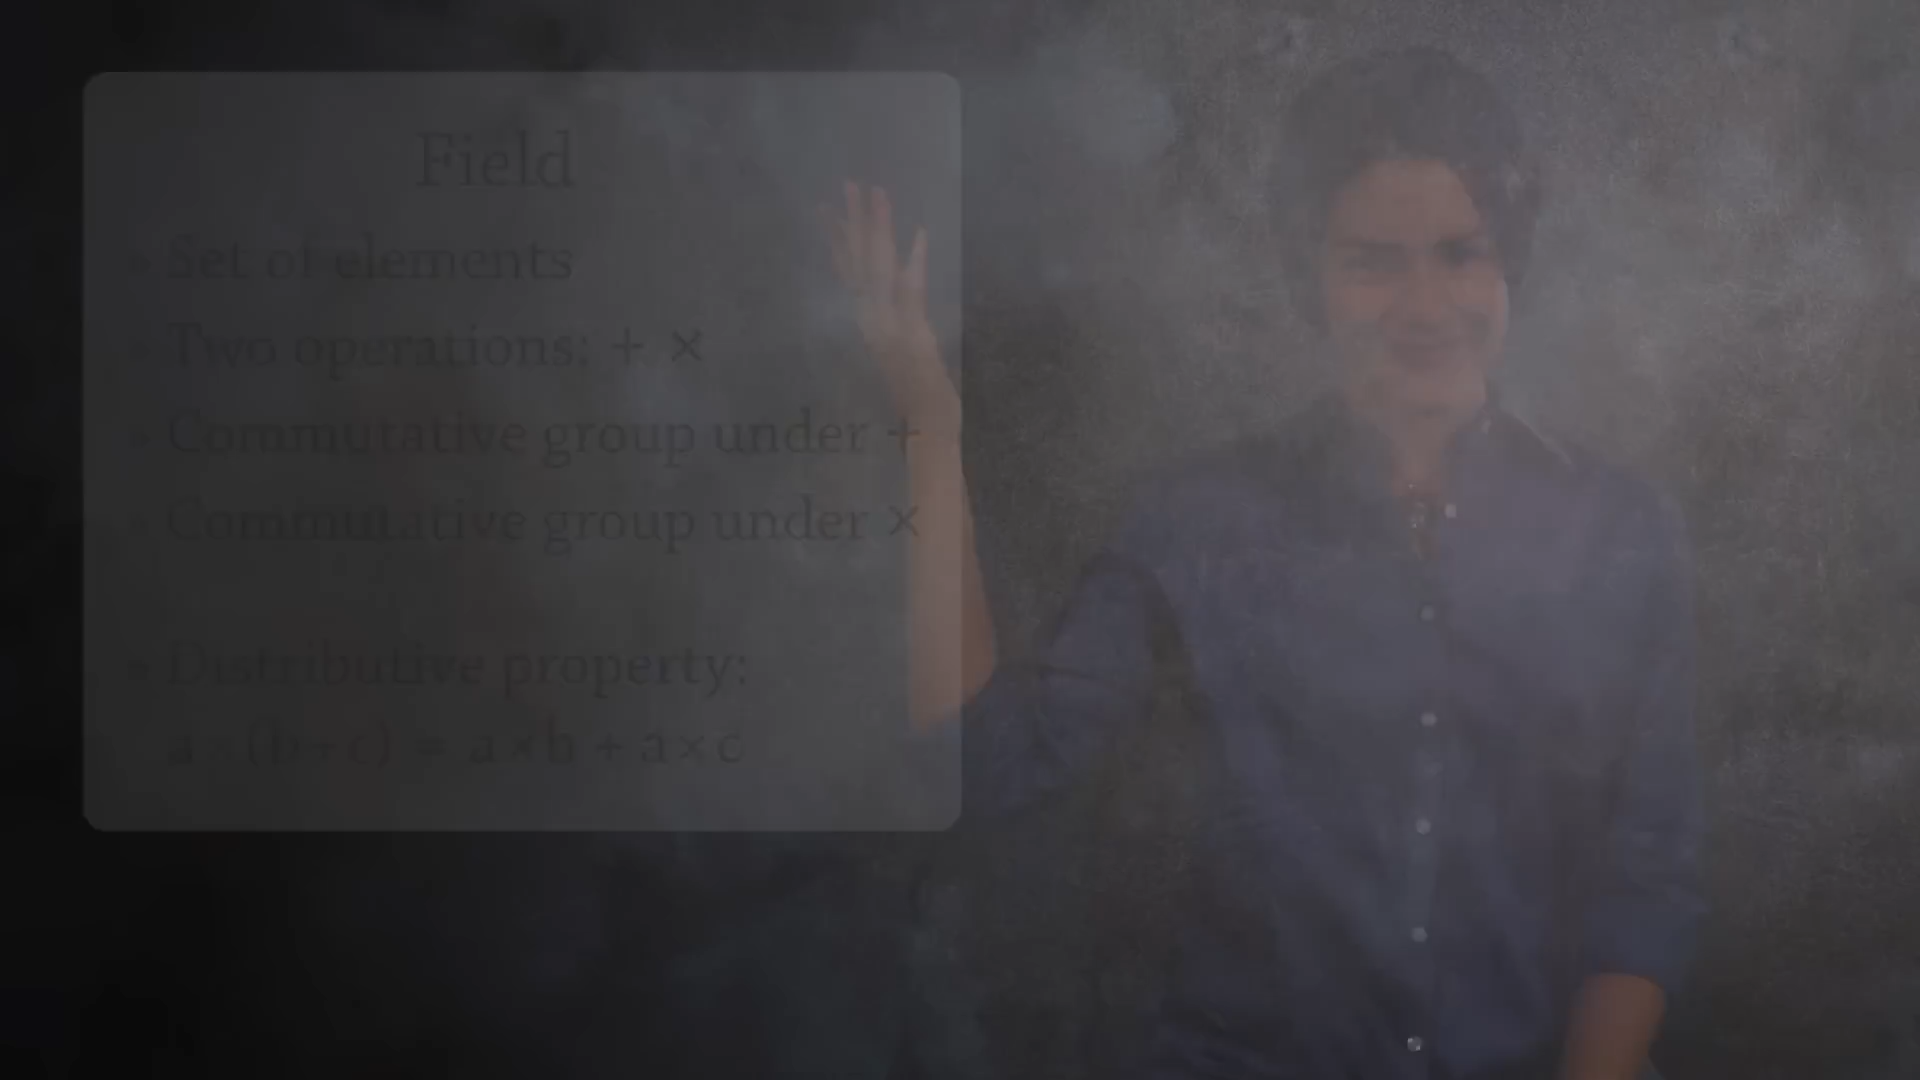 Field
• Set of elements
• Two operations: + ×
• Commutative group under +
• Commutative group under ×
• Distributive property:
a×(b+c) = a×b + a×c